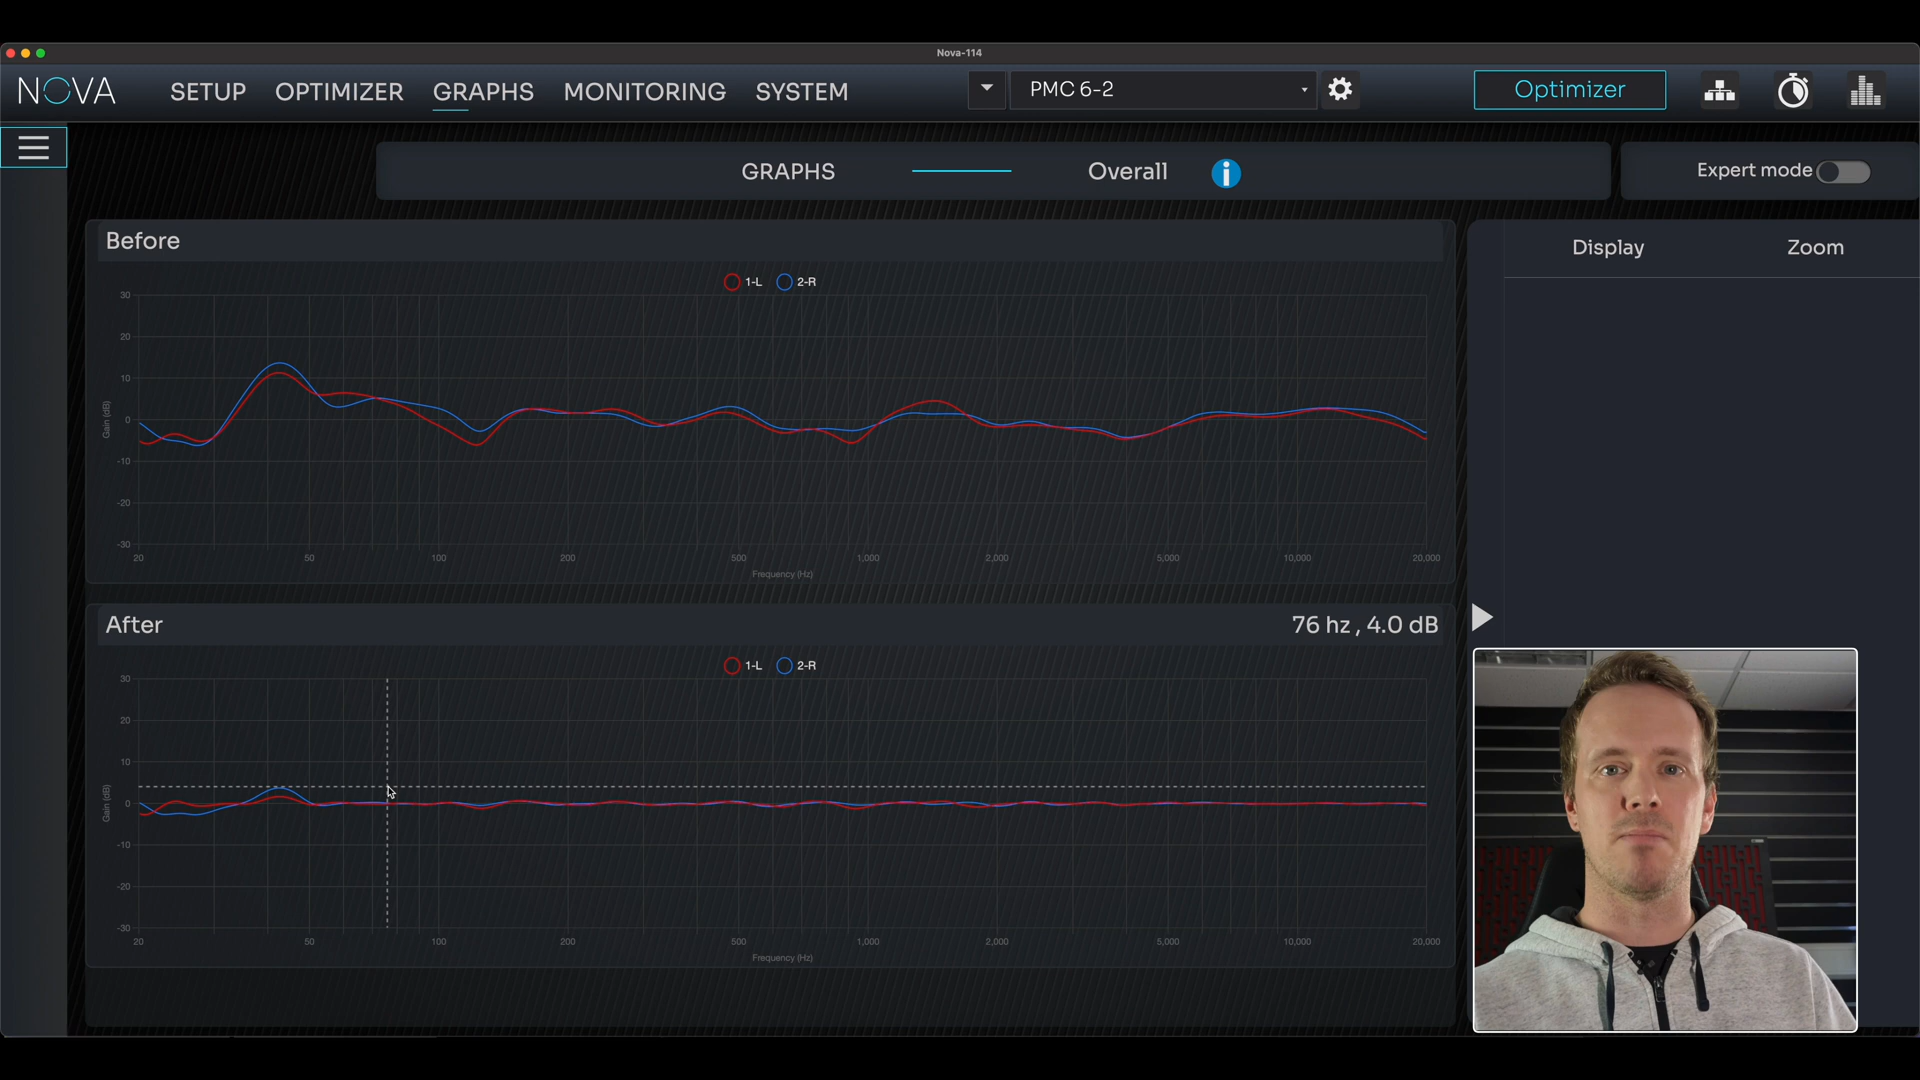 Nova-114
NOVA SETUP OPTIMIZER GRAPHS MONITORING SYSTEM PMC 6-2 Optimizer
GRAPHS Overall i Expert mode
Before
Display Zoom
1-L 2-R
30
20
10
0
-10
-20
-30
Gain (dB)
20 50 100 200 500 1,000 2,000 5,000 10,000 20,000
Frequency (Hz)
After 76 hz , 4.0 dB
1-L 2-R
30
20
10
0
-10
-20
-30
Gain (dB)
20 50 100 200 500 1,000 2,000 5,000 10,000 20,000
Frequency (Hz)